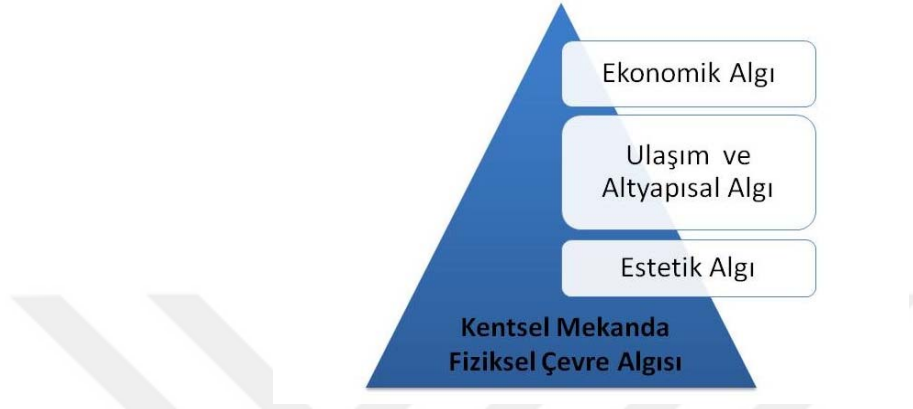 Ekonomik Algı
Ulaşım ve
Altyapısal Algı
Estetik Algı
Kentsel Mekanda
Fiziksel Çevre Algısı